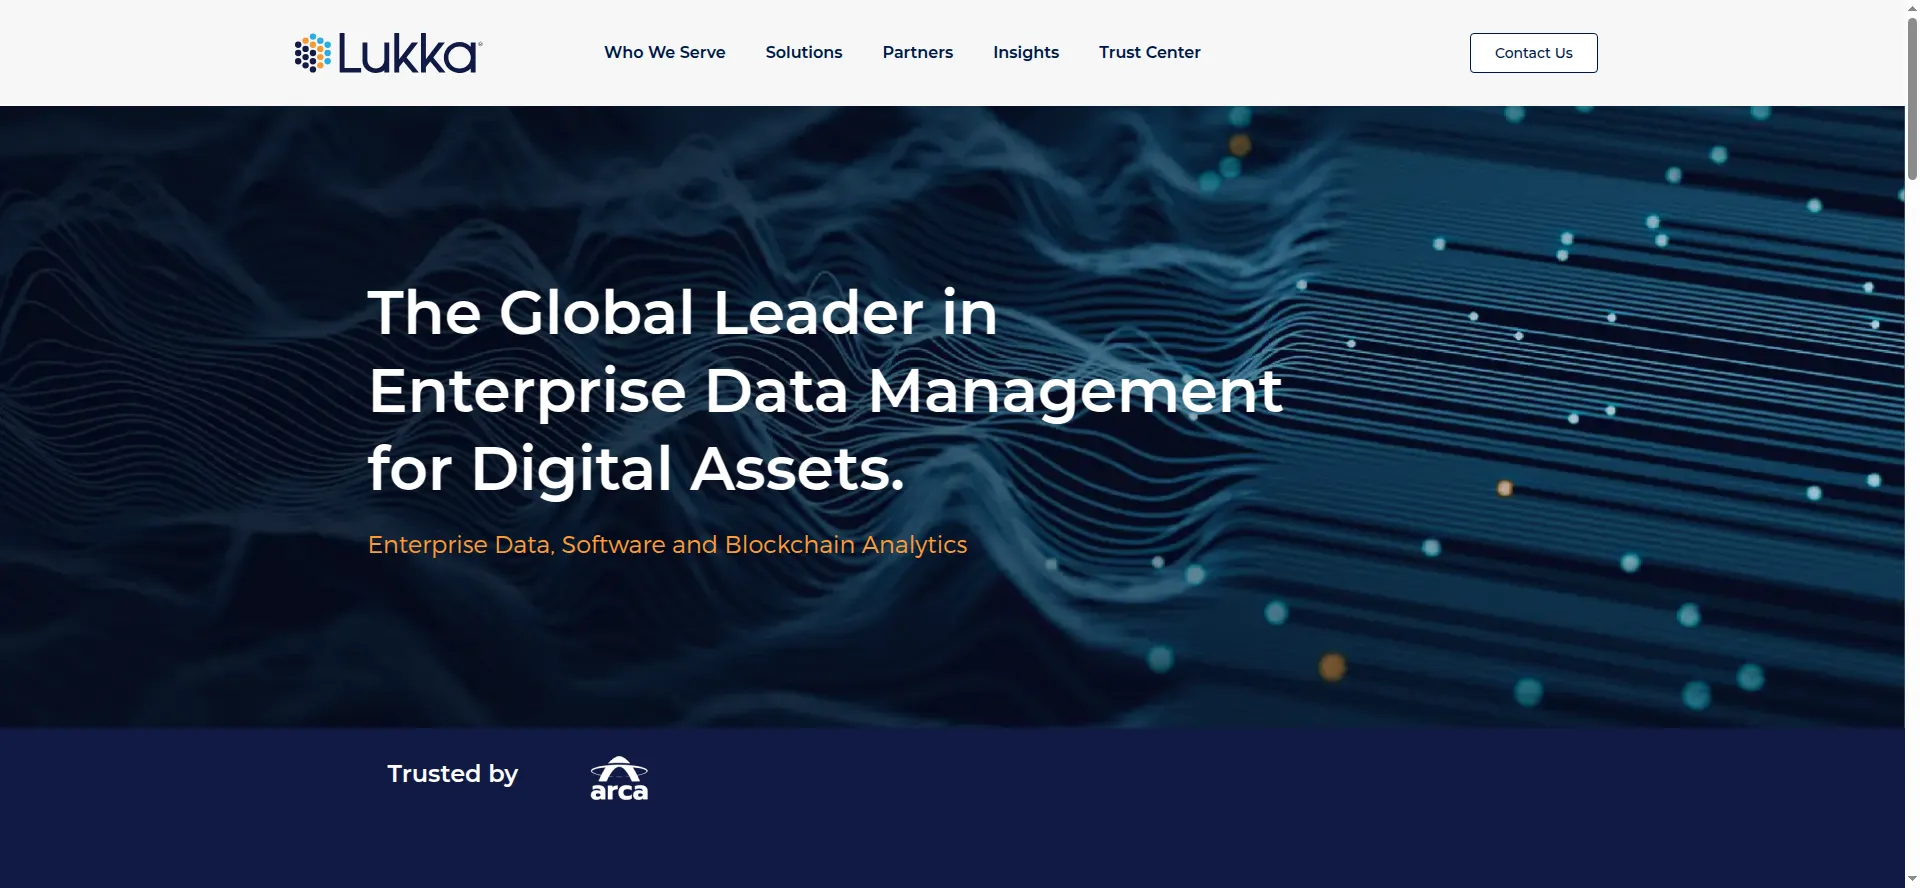 Lukka
Who We Serve
Solutions
Partners
Insights
Trust Center
Contact Us
The Global Leader in
Enterprise Data Management
for Digital Assets.
Enterprise Data, Software and Blockchain Analytics
Trusted by
arca